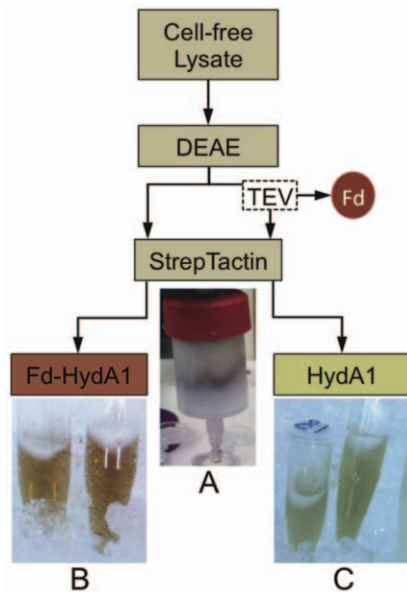 Cell-free
Lysate
DEAE
TEV
Fd
StrepTactin
Fd-HydA1
HydA1
A
B
C